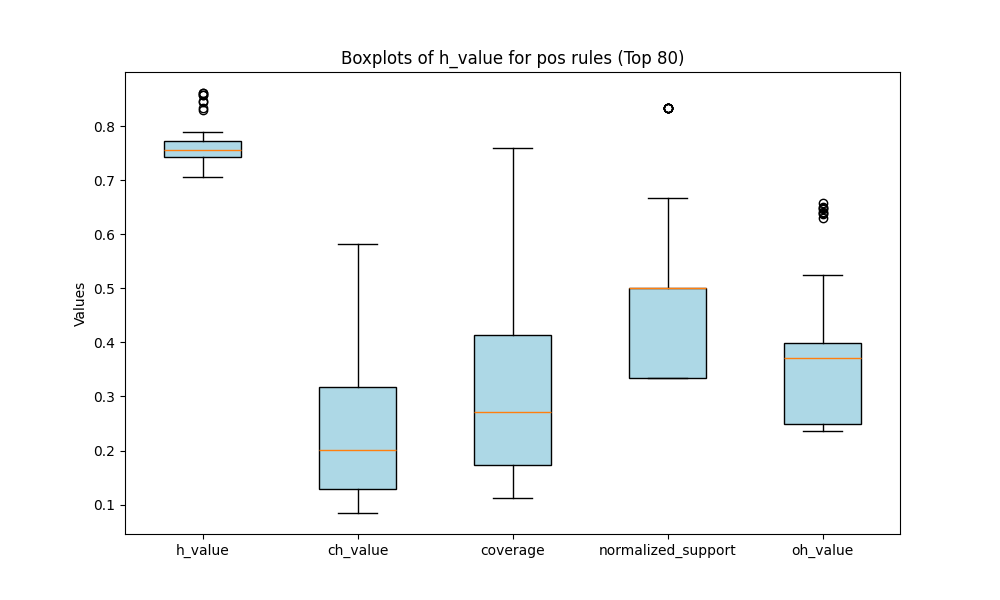 Boxplots of h_value for pos rules (Top 80)
Values
0.8
0.7
0.6
0.5
0.4
0.3
0.2
0.1
h_value
ch_value
coverage
normalized_support
oh_value